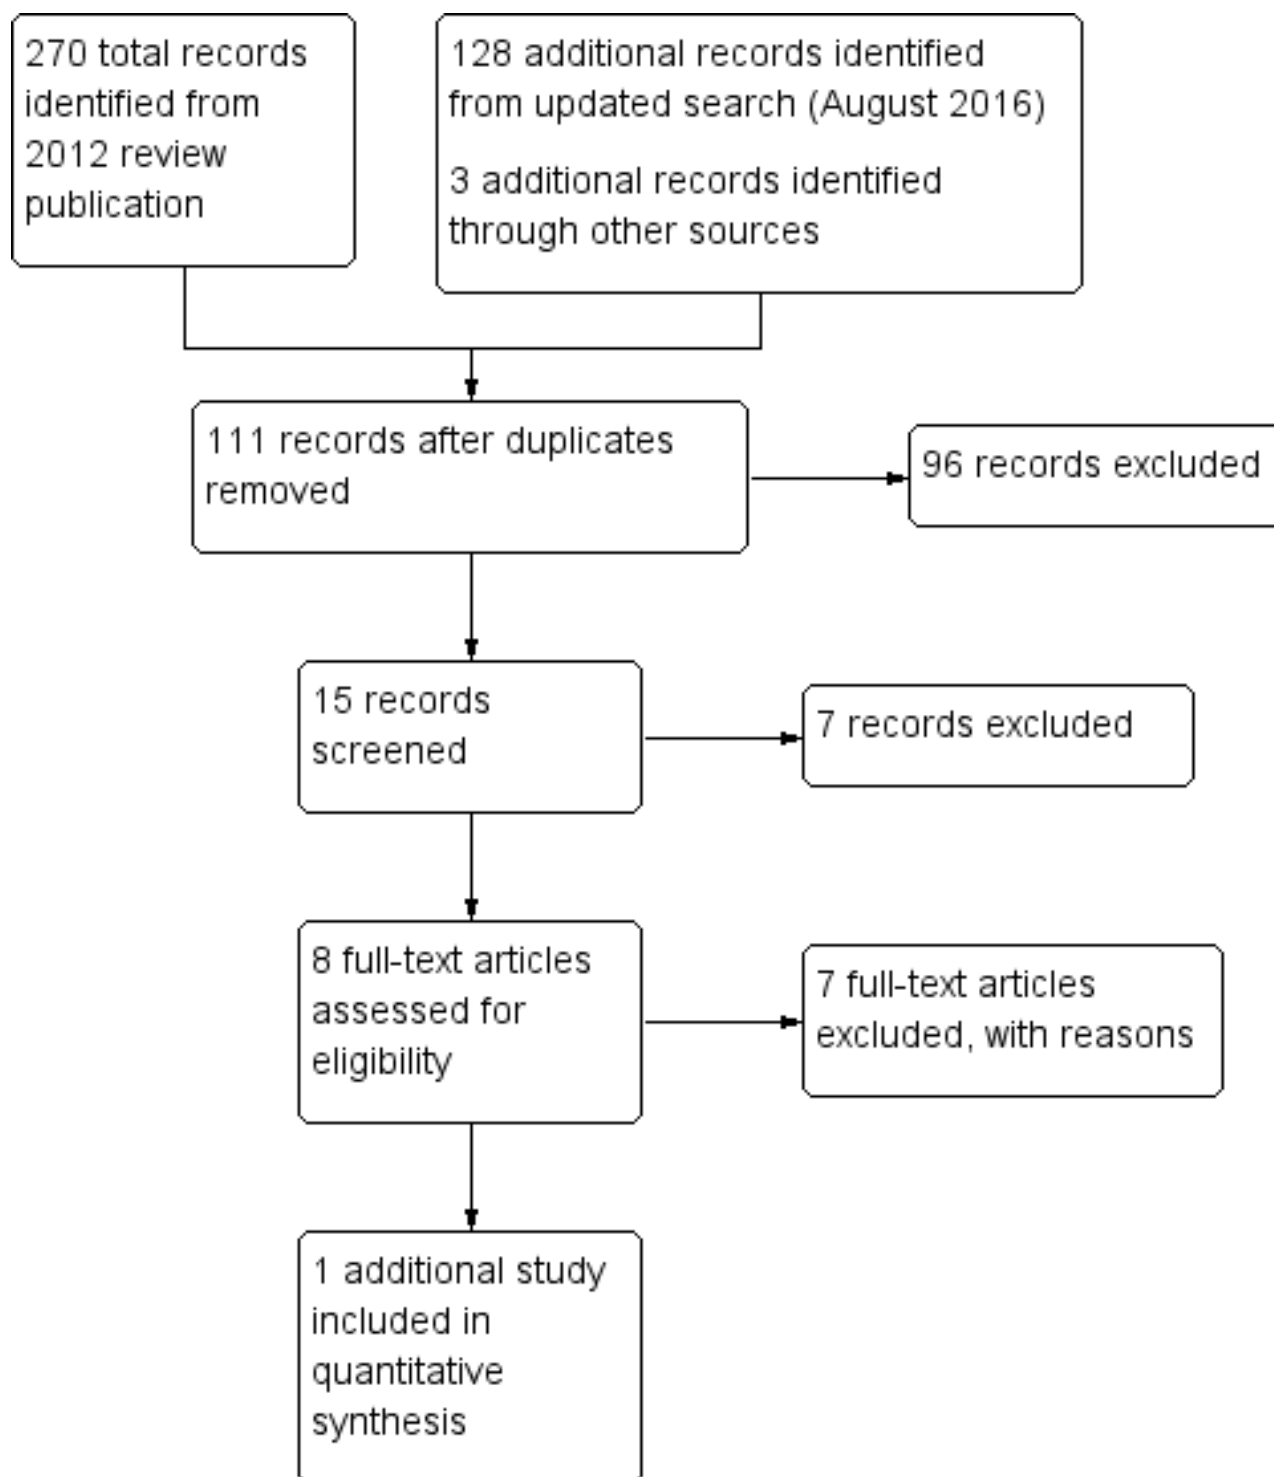 270 total records
identified from
2012 review
publication
128 additional records identified
from updated search (August 2016)
3 additional records identified
through other sources
111 records after duplicates
removed
96 records excluded
15 records
screened
7 records excluded
8 full-text articles
assessed for
eligibility
7 full-text articles
excluded, with reasons
1 additional study
included in
quantitative
synthesis